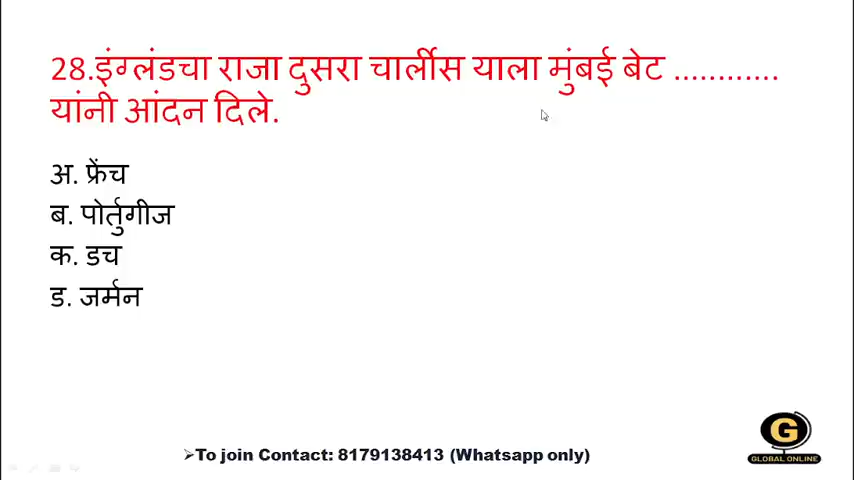 28.इंग्लंडचा राजा दुसरा चार्लीस याला मुंबई बेट ............
यांनी आंदन दिले.
अ. फ्रेंच
ब. पोर्तुगीज
क. डच
ड. जर्मन
➢To join Contact: 8179138413 (Whatsapp only)
G
GLOBAL ONLINE